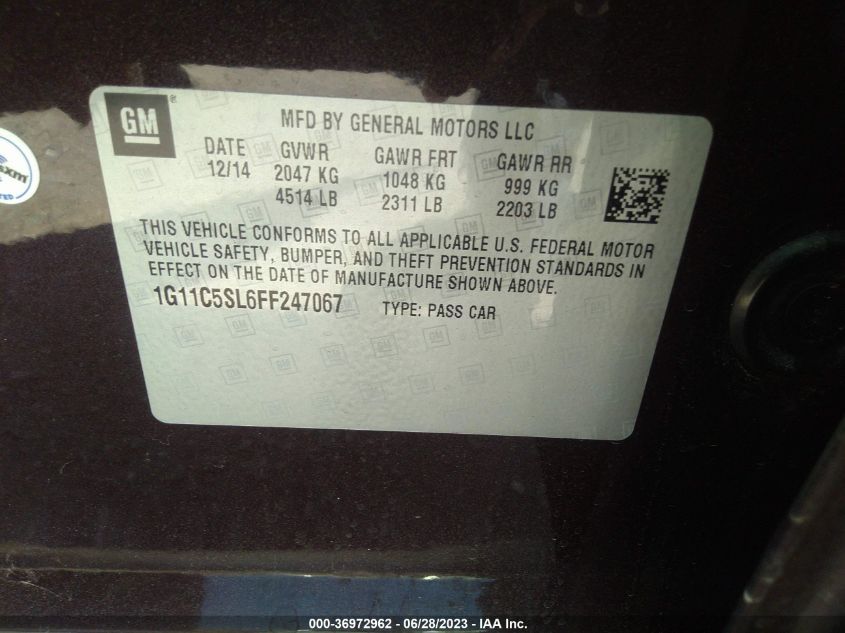 GM ®
MFD BY GENERAL MOTORS LLC
DATE GVWR GAWR FRT GAWR RR
12/14 2047 KG 1048 KG 999 KG
4514 LB 2311 LB 2203 LB
THIS VEHICLE CONFORMS TO ALL APPLICABLE U.S. FEDERAL MOTOR
VEHICLE SAFETY, BUMPER, AND THEFT PREVENTION STANDARDS IN
EFFECT ON THE DATE OF MANUFACTURE SHOWN ABOVE.
1G11C5SL6FF247067 TYPE: PASS CAR
000-36972962 - 06/28/2023 - IAA Inc.